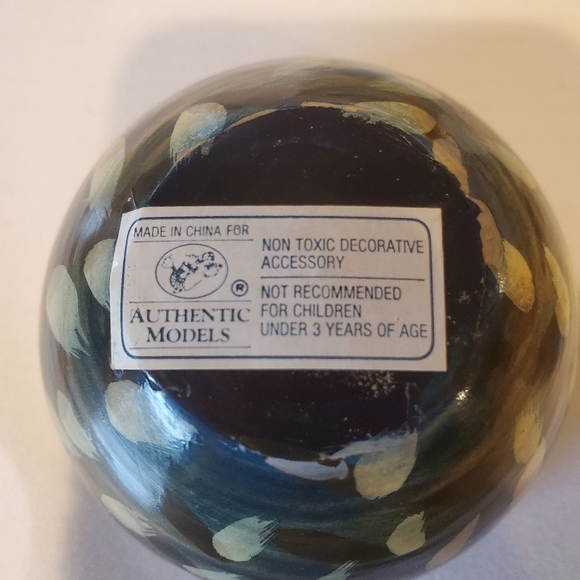 MADE IN CHINA FOR
®
AUTHENTIC
MODELS
NON TOXIC DECORATIVE
ACCESSORY
NOT RECOMMENDED
FOR CHILDREN
UNDER 3 YEARS OF AGE